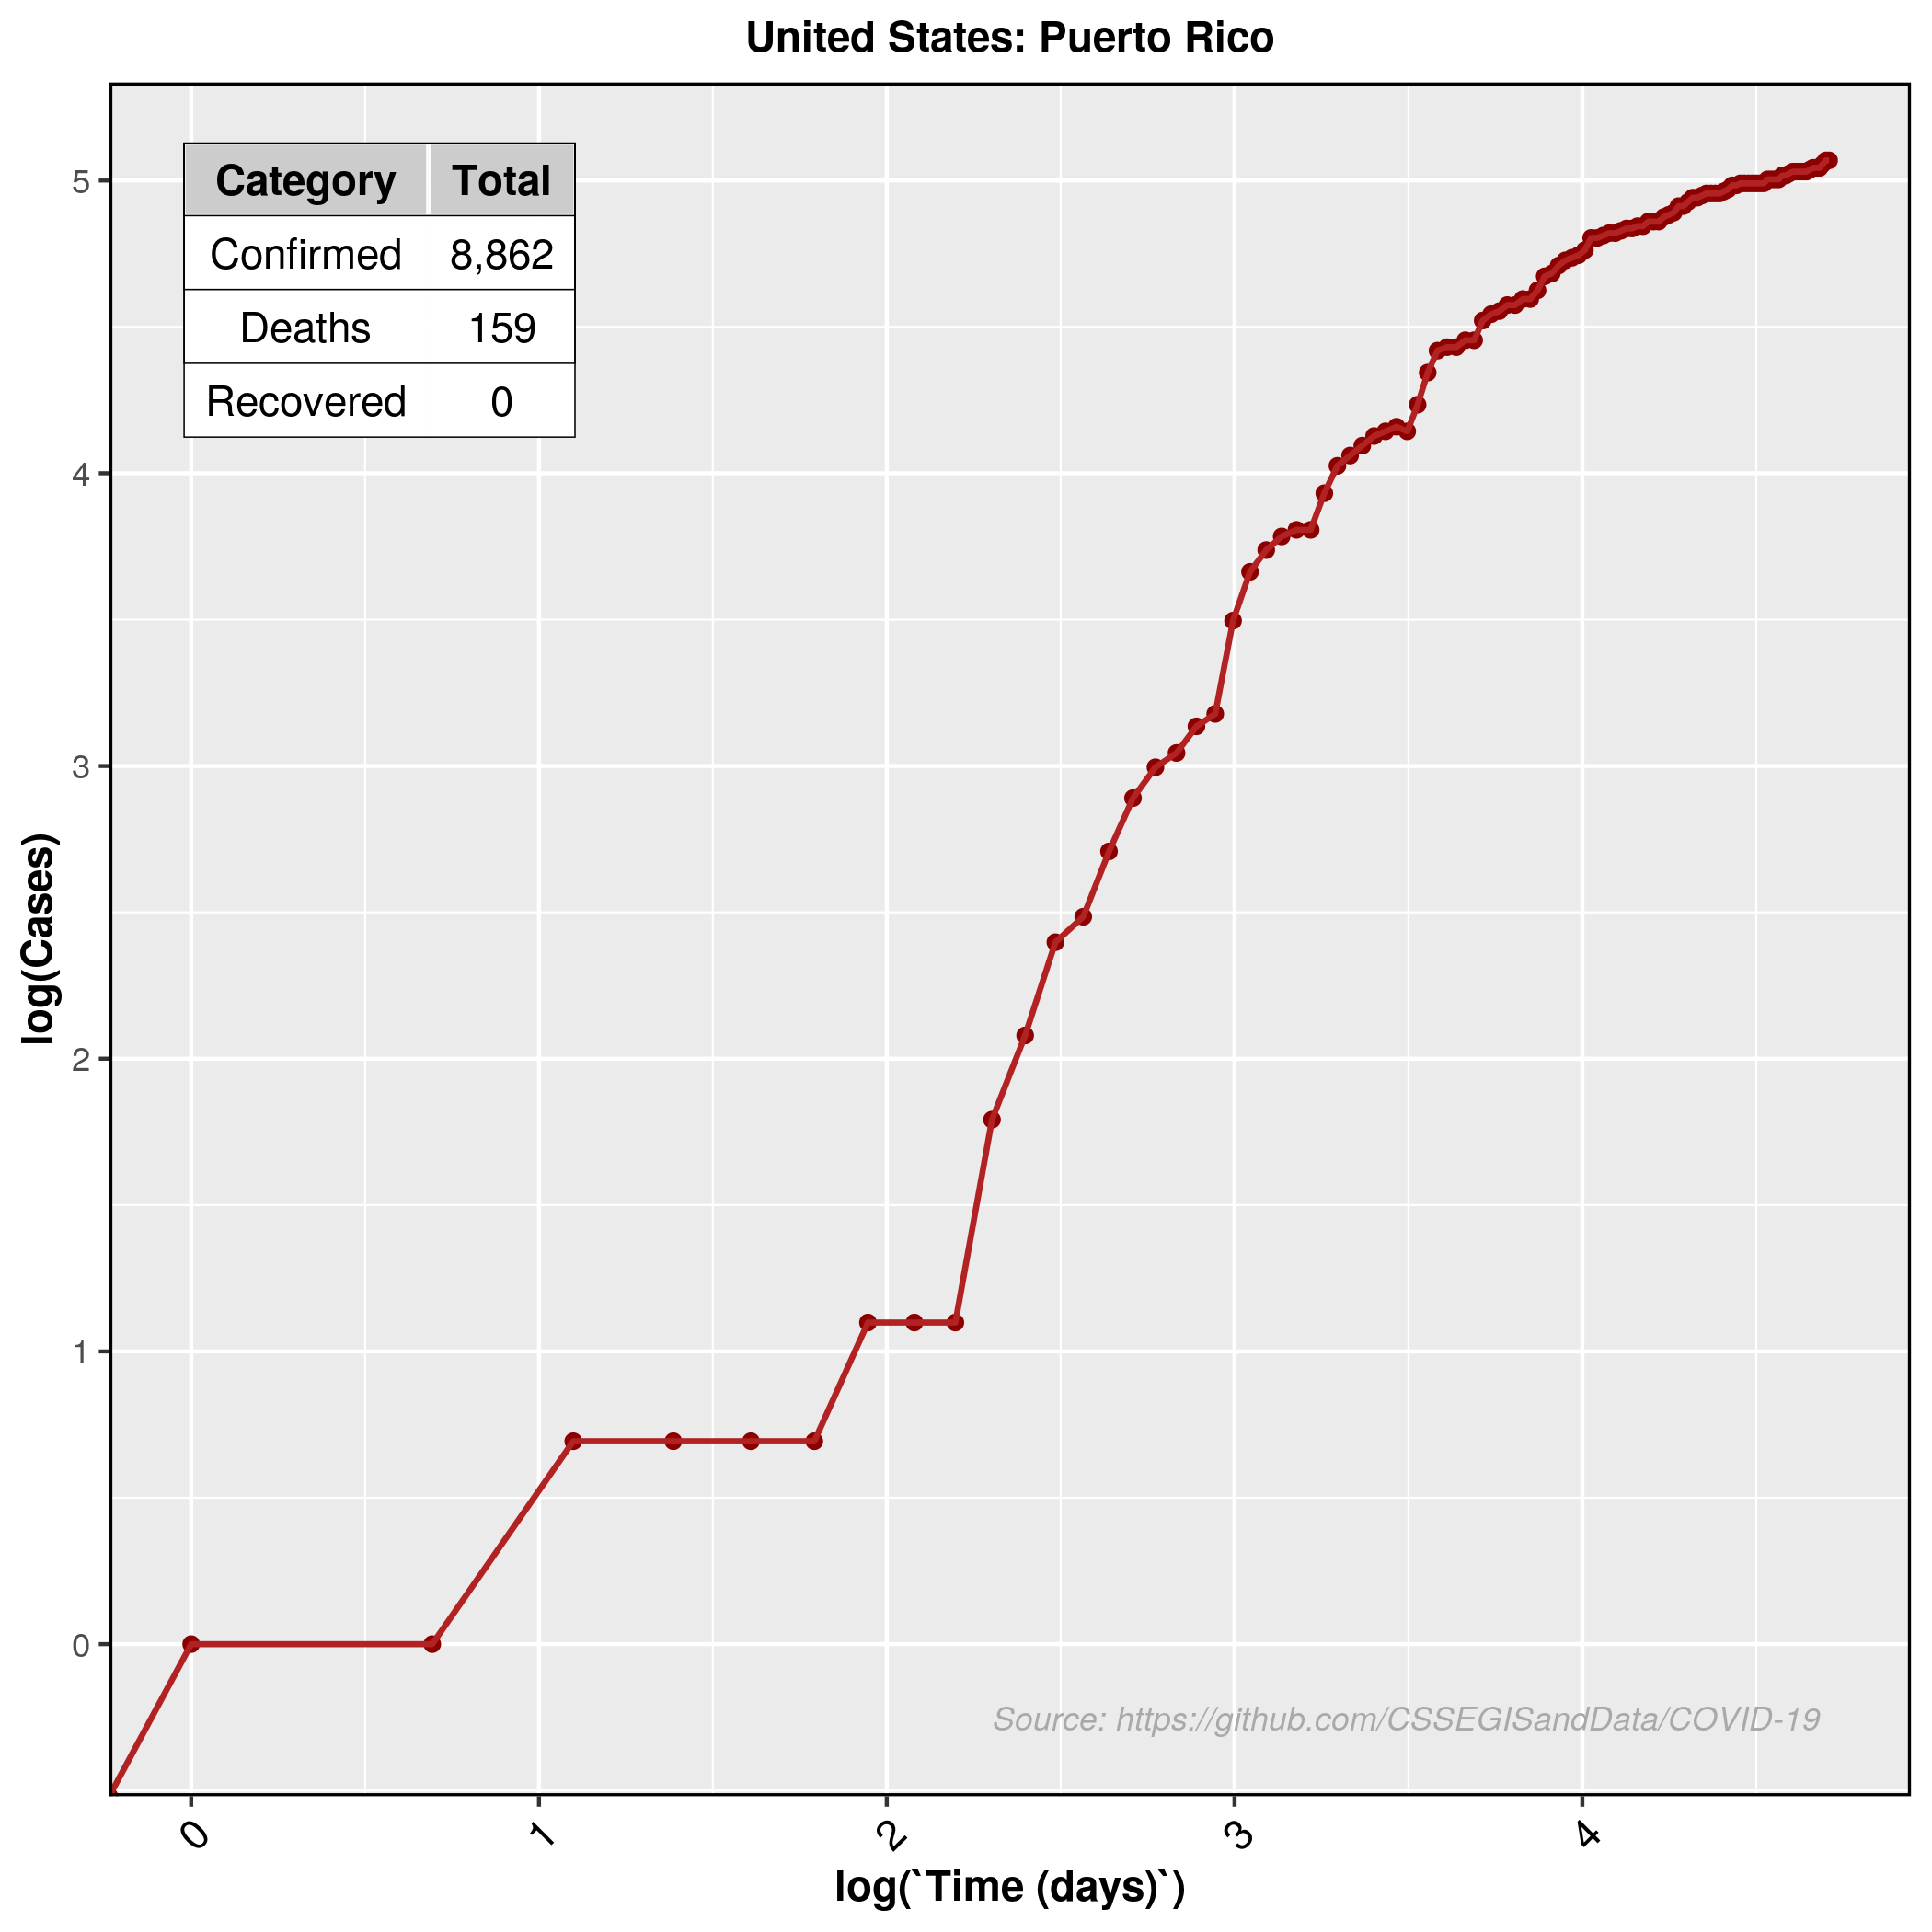 United States: Puerto Rico
Category Total
Confirmed 8,862
Deaths 159
Recovered 0
5
4
3
2
1
0
log(Cases)
Source: https://github.com/CSSEGISandData/COVID-19
0 1 2 3 4
log(`Time (days)`)